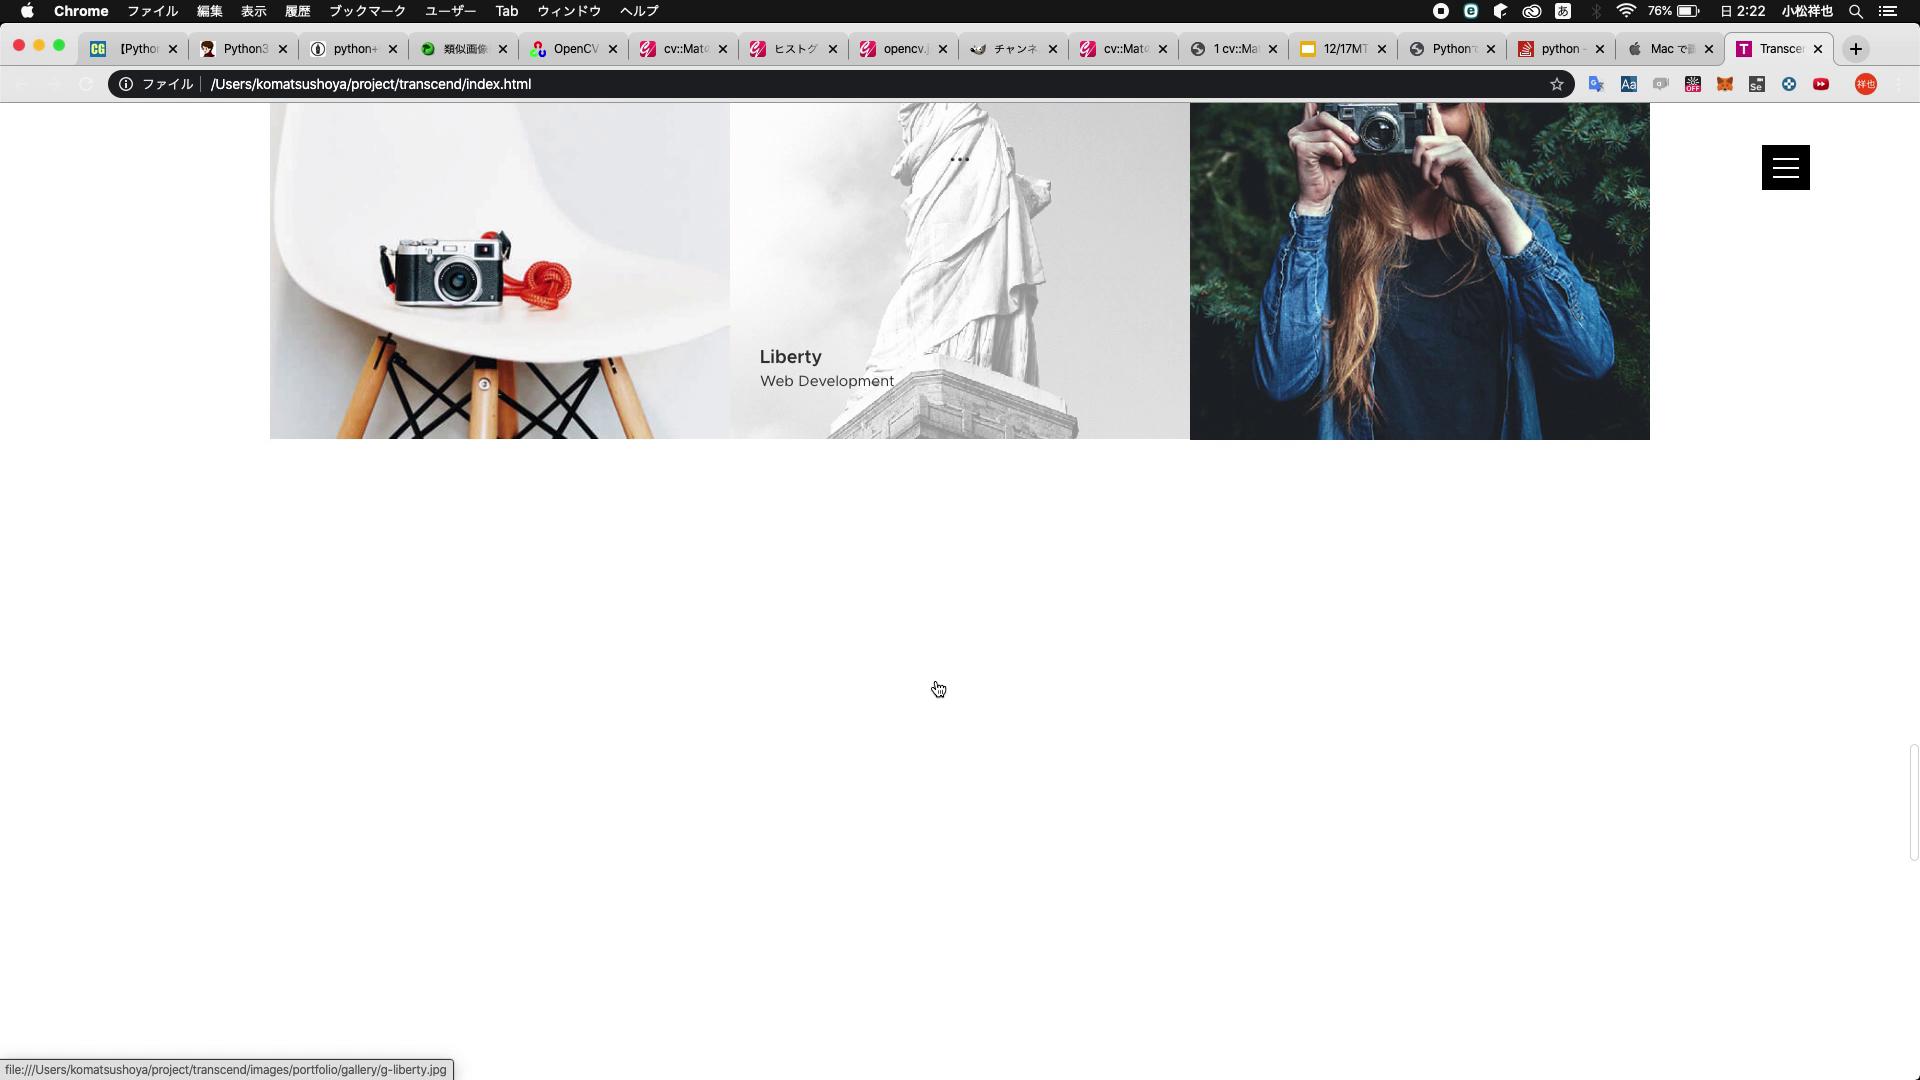 Chrome ファイル 編集 表示 履歴 ブックマーク ユーザー Tab ウィンドウ ヘルプ
76% 日 2:22 小松祥也
【Pythor Python3 python+ 類似画像 OpenCV cv::Mat ヒストグ opencv.j チャンネ cv::Mat 1 cv::Ma 12/17MT Python python - Mac で Transce
ファイル /Users/komatsushoya/project/transcend/index.html
祥也
Liberty
Web Development
file:///Users/komatsushoya/project/transcend/images/portfolio/gallery/g-liberty.jpg